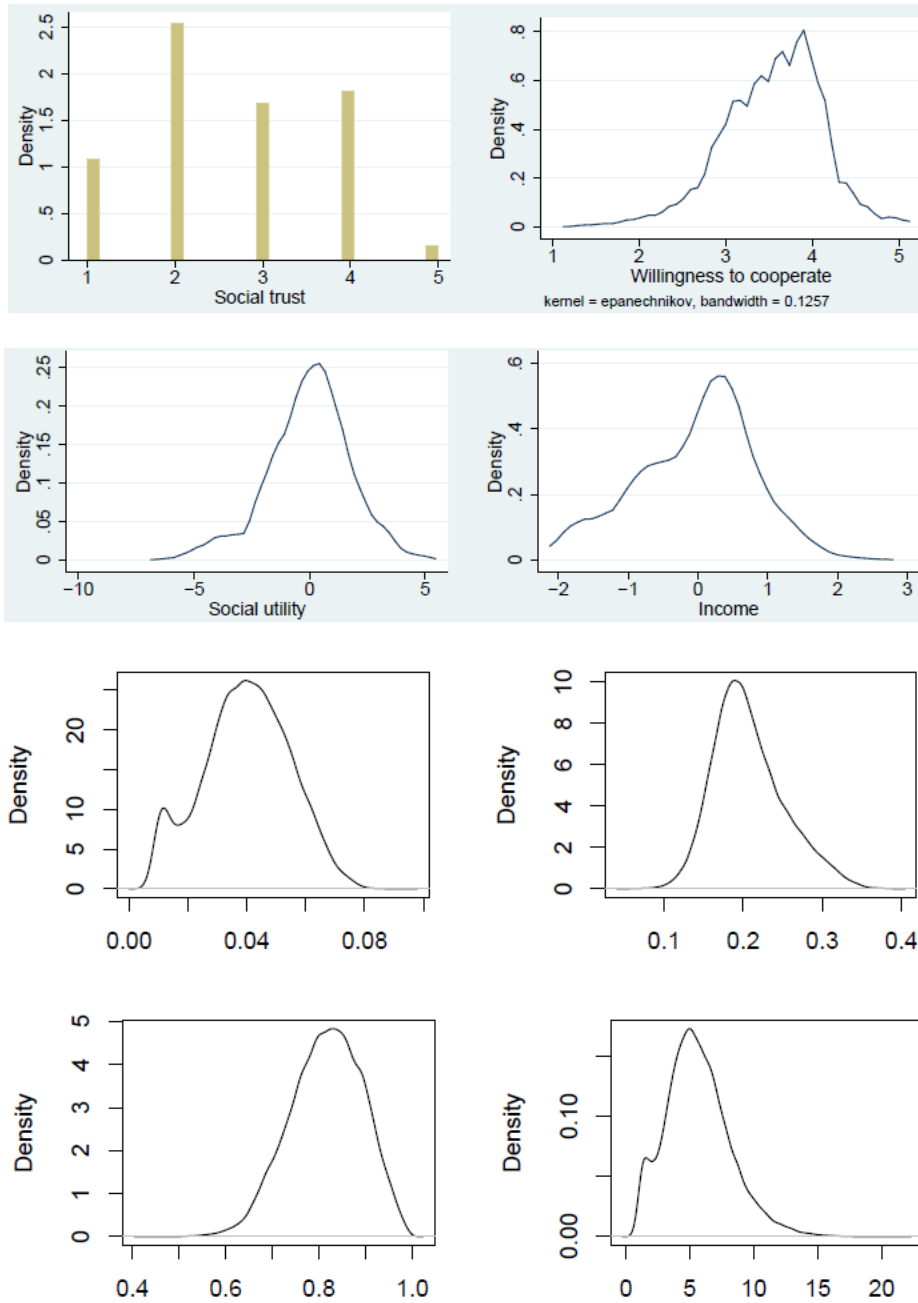 Density
0
.5
1
1.5
2
2.5
1 2 3 4 5
Social trust
Density
0
.2
.4
.6
.8
1 2 3 4 5
Willingness to cooperate
kernel = epanechnikov, bandwidth = 0.1257
Density
0
.05
.1
.15
.2
.25
−10 −5 0 5
Social utility
Density
0
.2
.4
.6
−2 −1 0 1 2 3
Income
Density
0
5
10
20
0.00 0.04 0.08
Density
0
2
4
6
8
10
0.1 0.2 0.3 0.4
Density
0
1
2
3
4
5
0.4 0.6 0.8 1.0
Density
0.00
0.10
0 5 10 15 20